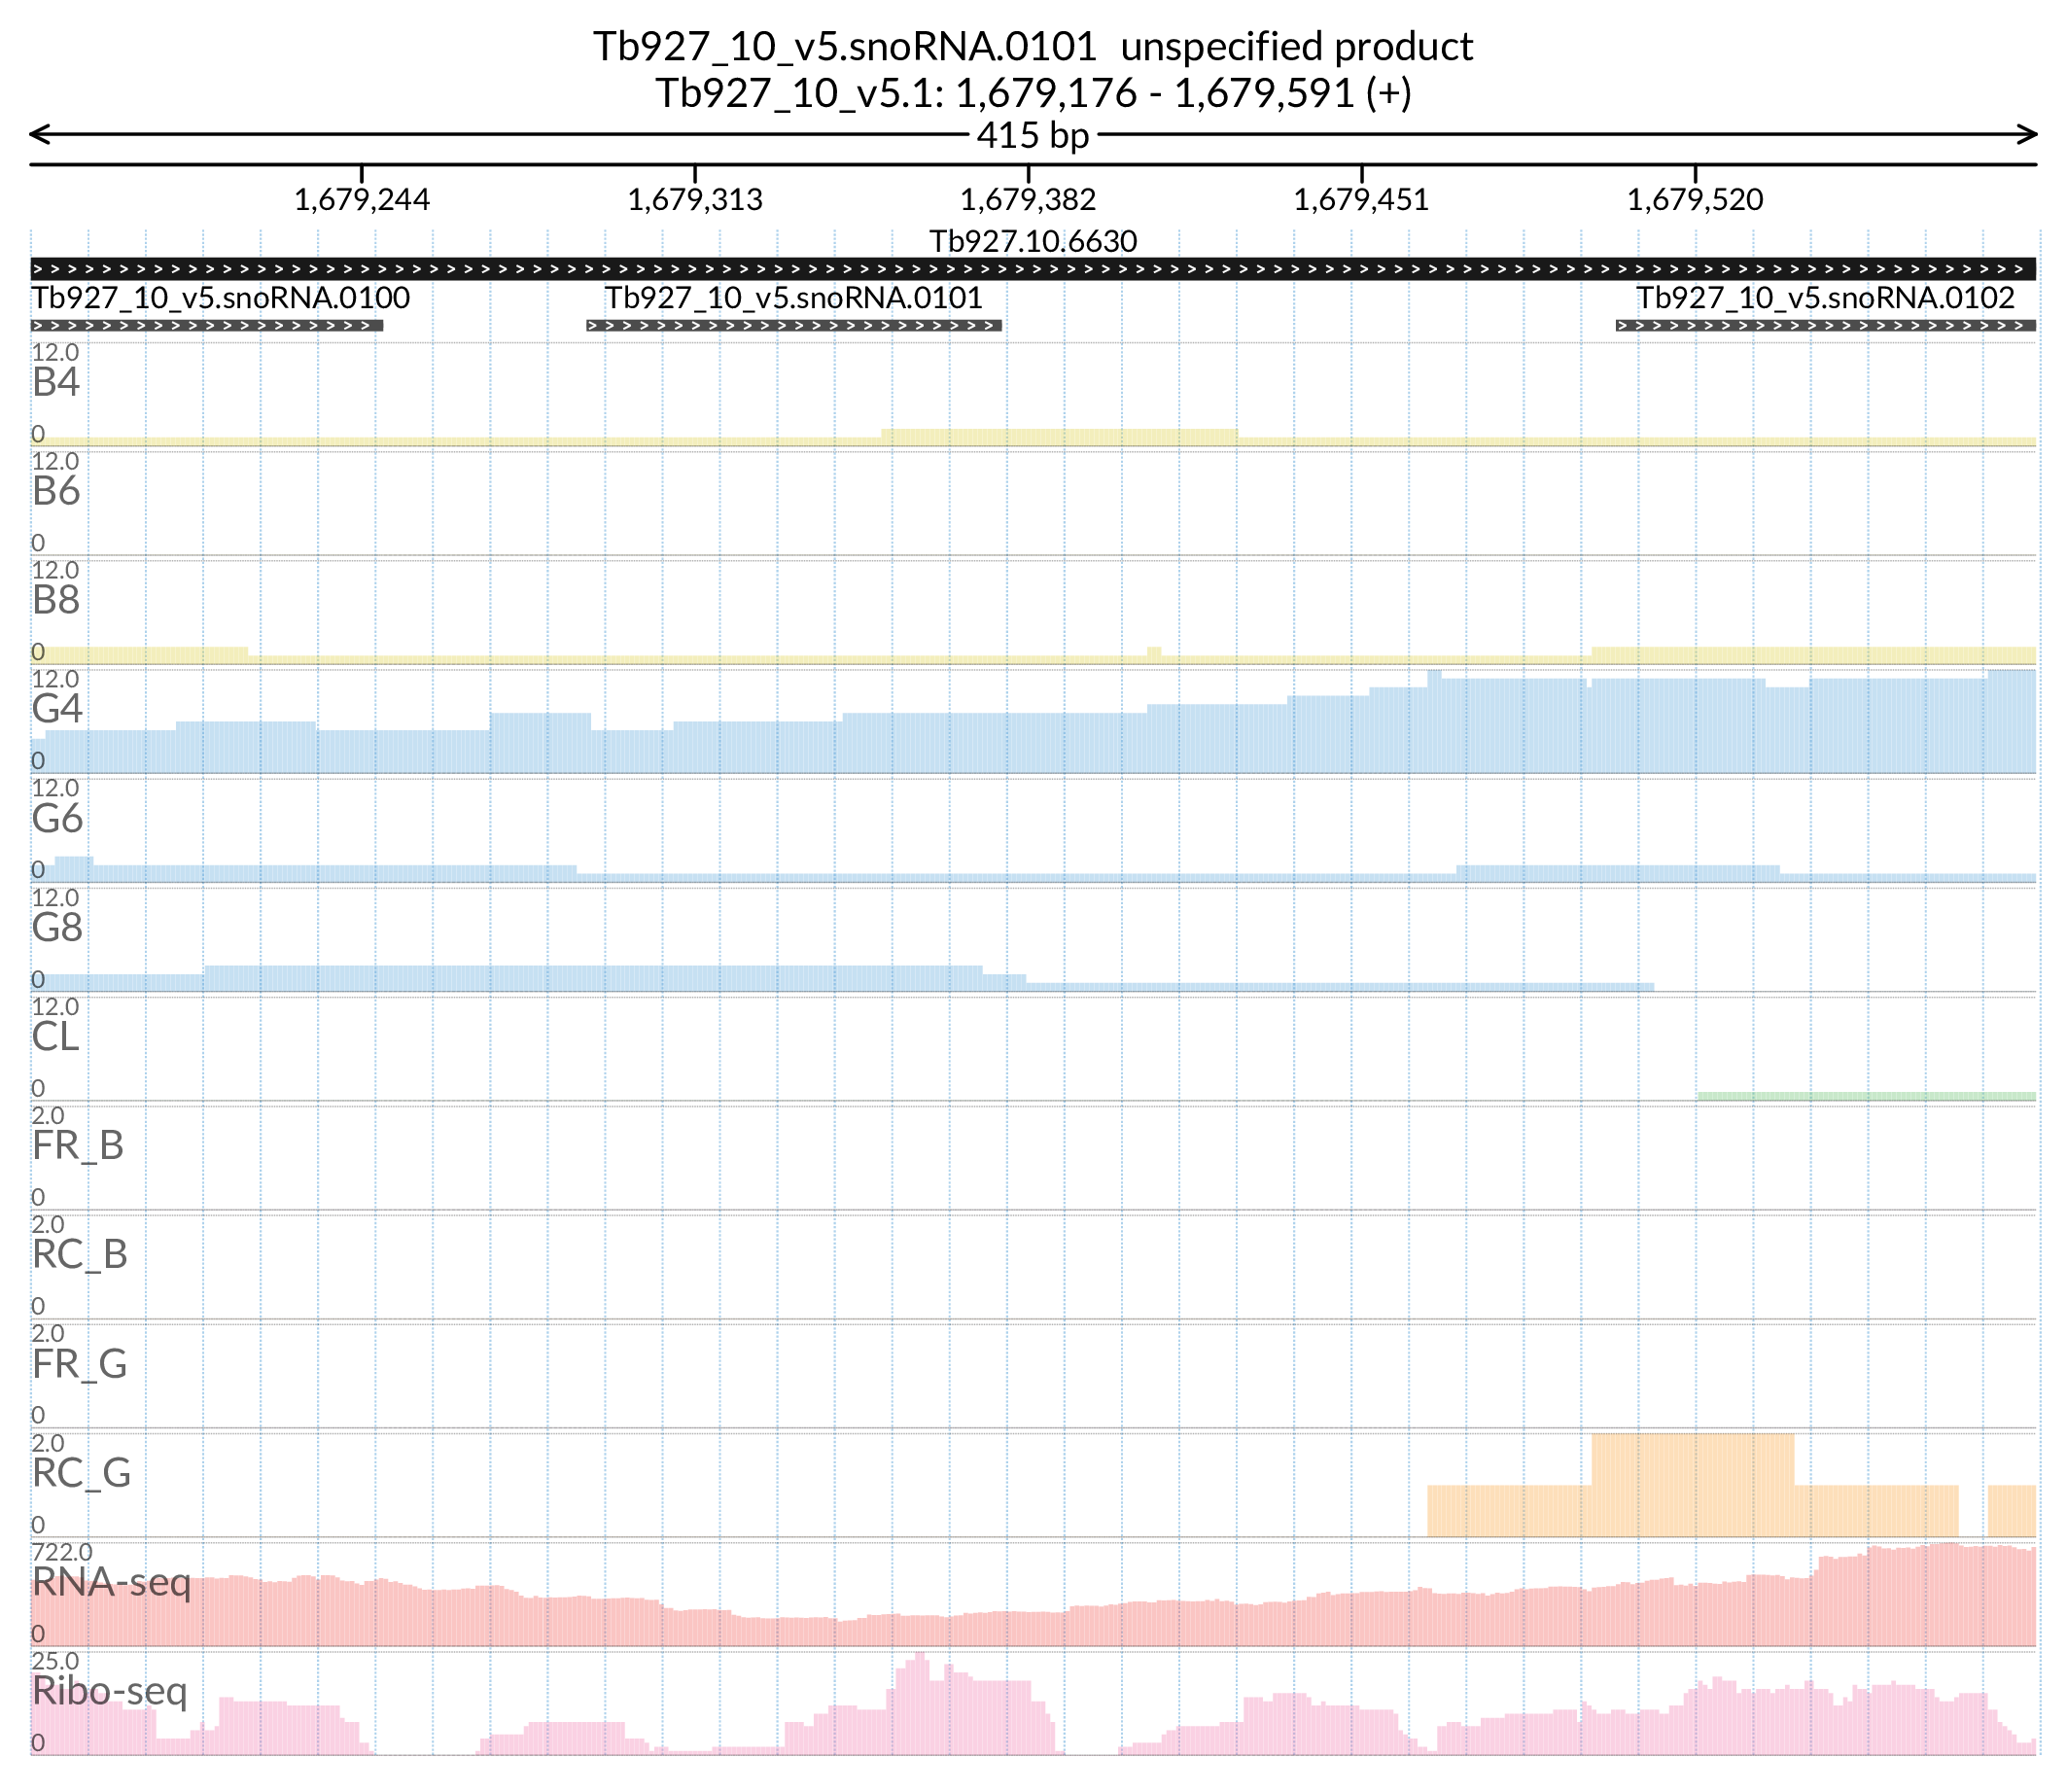 Tb927_10_v5.snoRNA.0101 unspecified product
Tb927_10_v5.1: 1,679,176 - 1,679,591 (+)
415 bp
1,679,244 1,679,313 1,679,382 1,679,451 1,679,520
Tb927.10.6630
Tb927_10_v5.snoRNA.0100 Tb927_10_v5.snoRNA.0101 Tb927_10_v5.snoRNA.0102
12.0
B4
0
12.0
B6
0
12.0
B8
0
12.0
G4
0
12.0
G6
0
12.0
G8
0
12.0
CL
0
2.0
FR_B
0
2.0
RC_B
0
2.0
FR_G
0
2.0
RC_G
0
722.0
RNA-seq
0
25.0
Ribo-seq
0